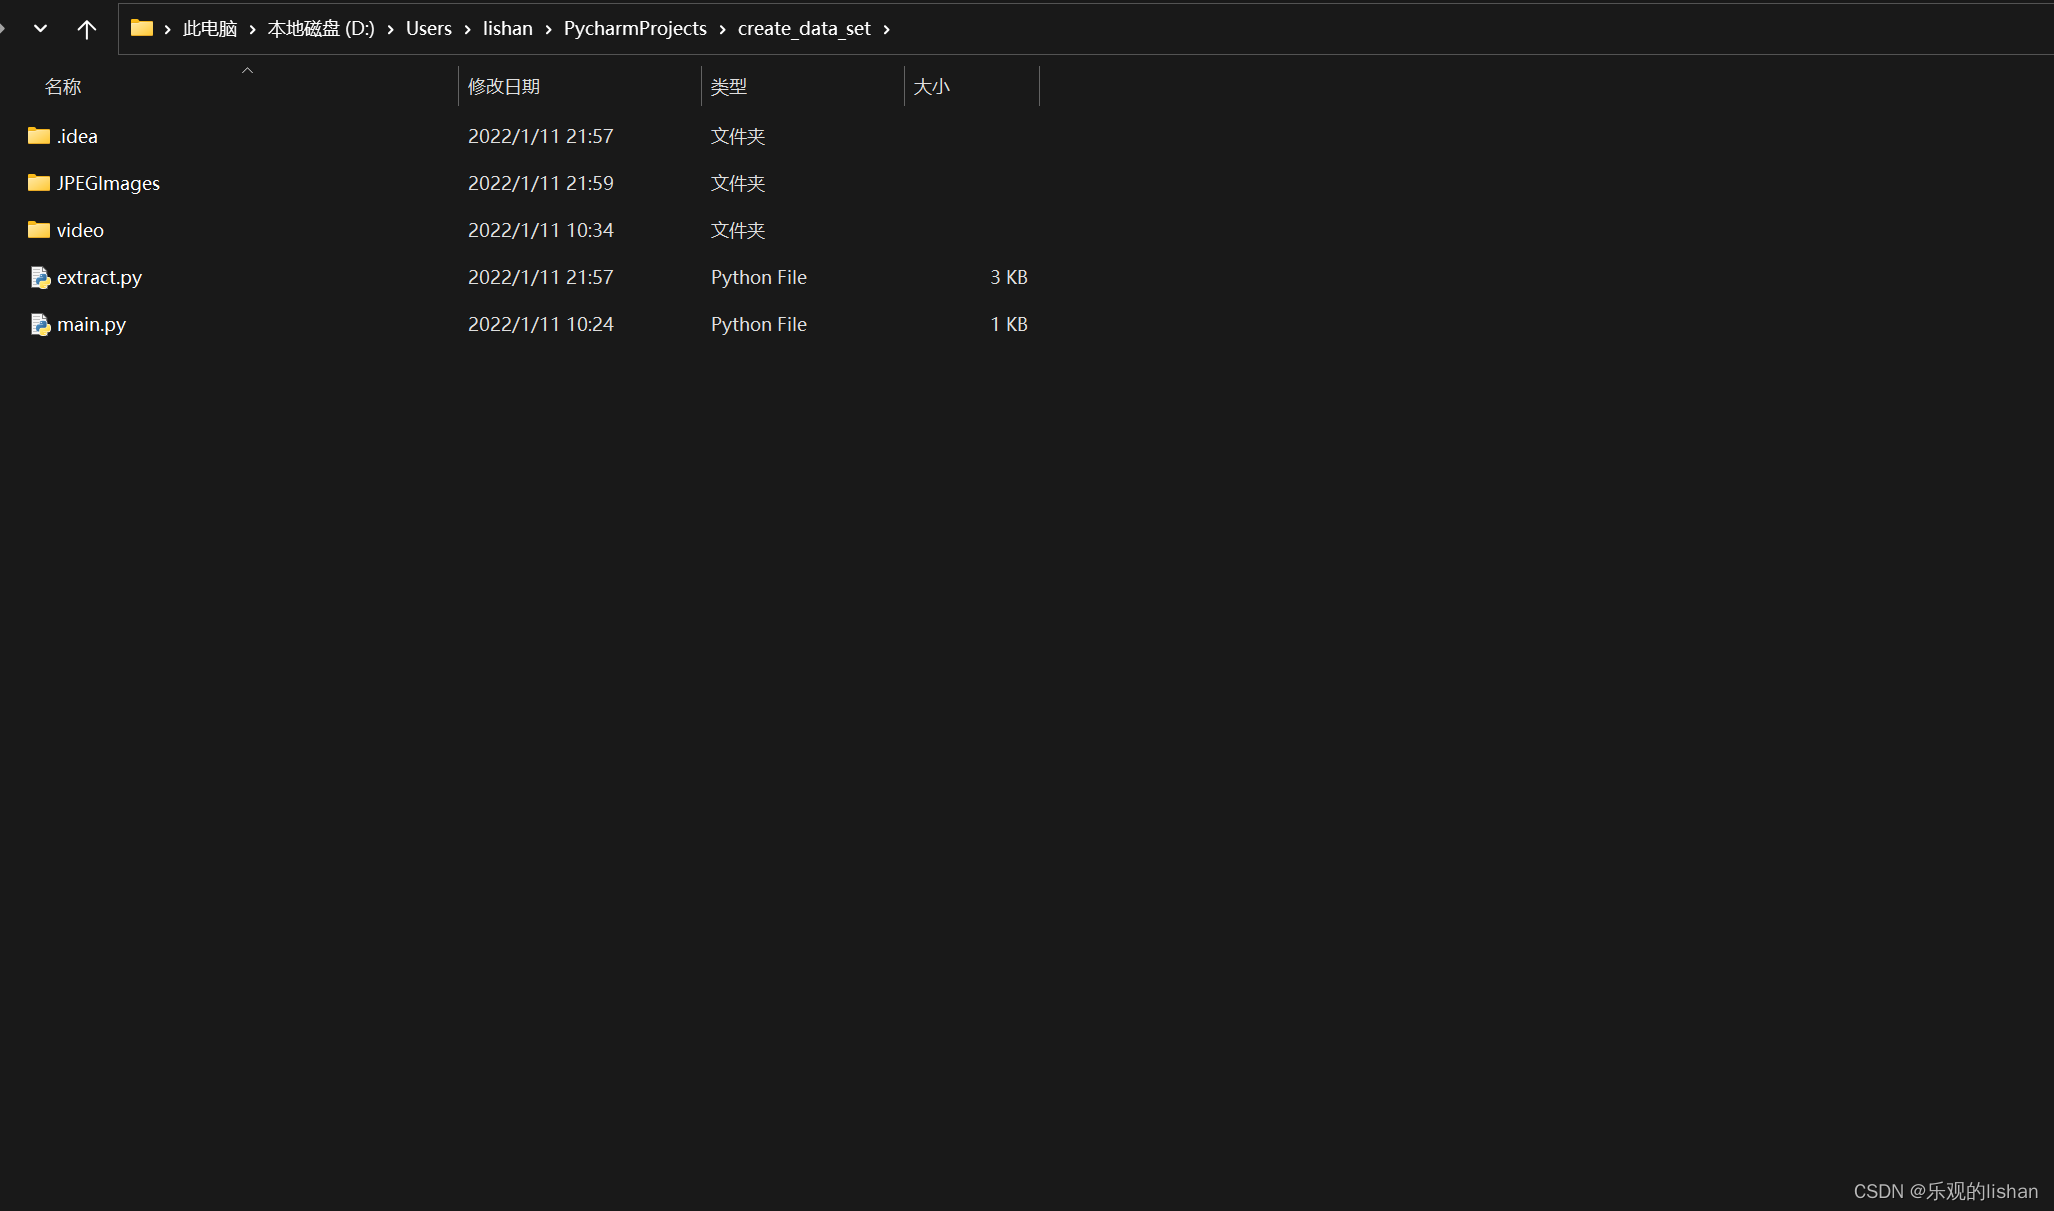 此电脑 › 本地磁盘 (D:) › Users › lishan › PycharmProjects › create_data_set ›
名称 修改日期 类型 大小
.idea 2022/1/11 21:57 文件夹
JPEGImages 2022/1/11 21:59 文件夹
video 2022/1/11 10:34 文件夹
extract.py 2022/1/11 21:57 Python File 3 KB
main.py 2022/1/11 10:24 Python File 1 KB
CSDN @乐观的lishan